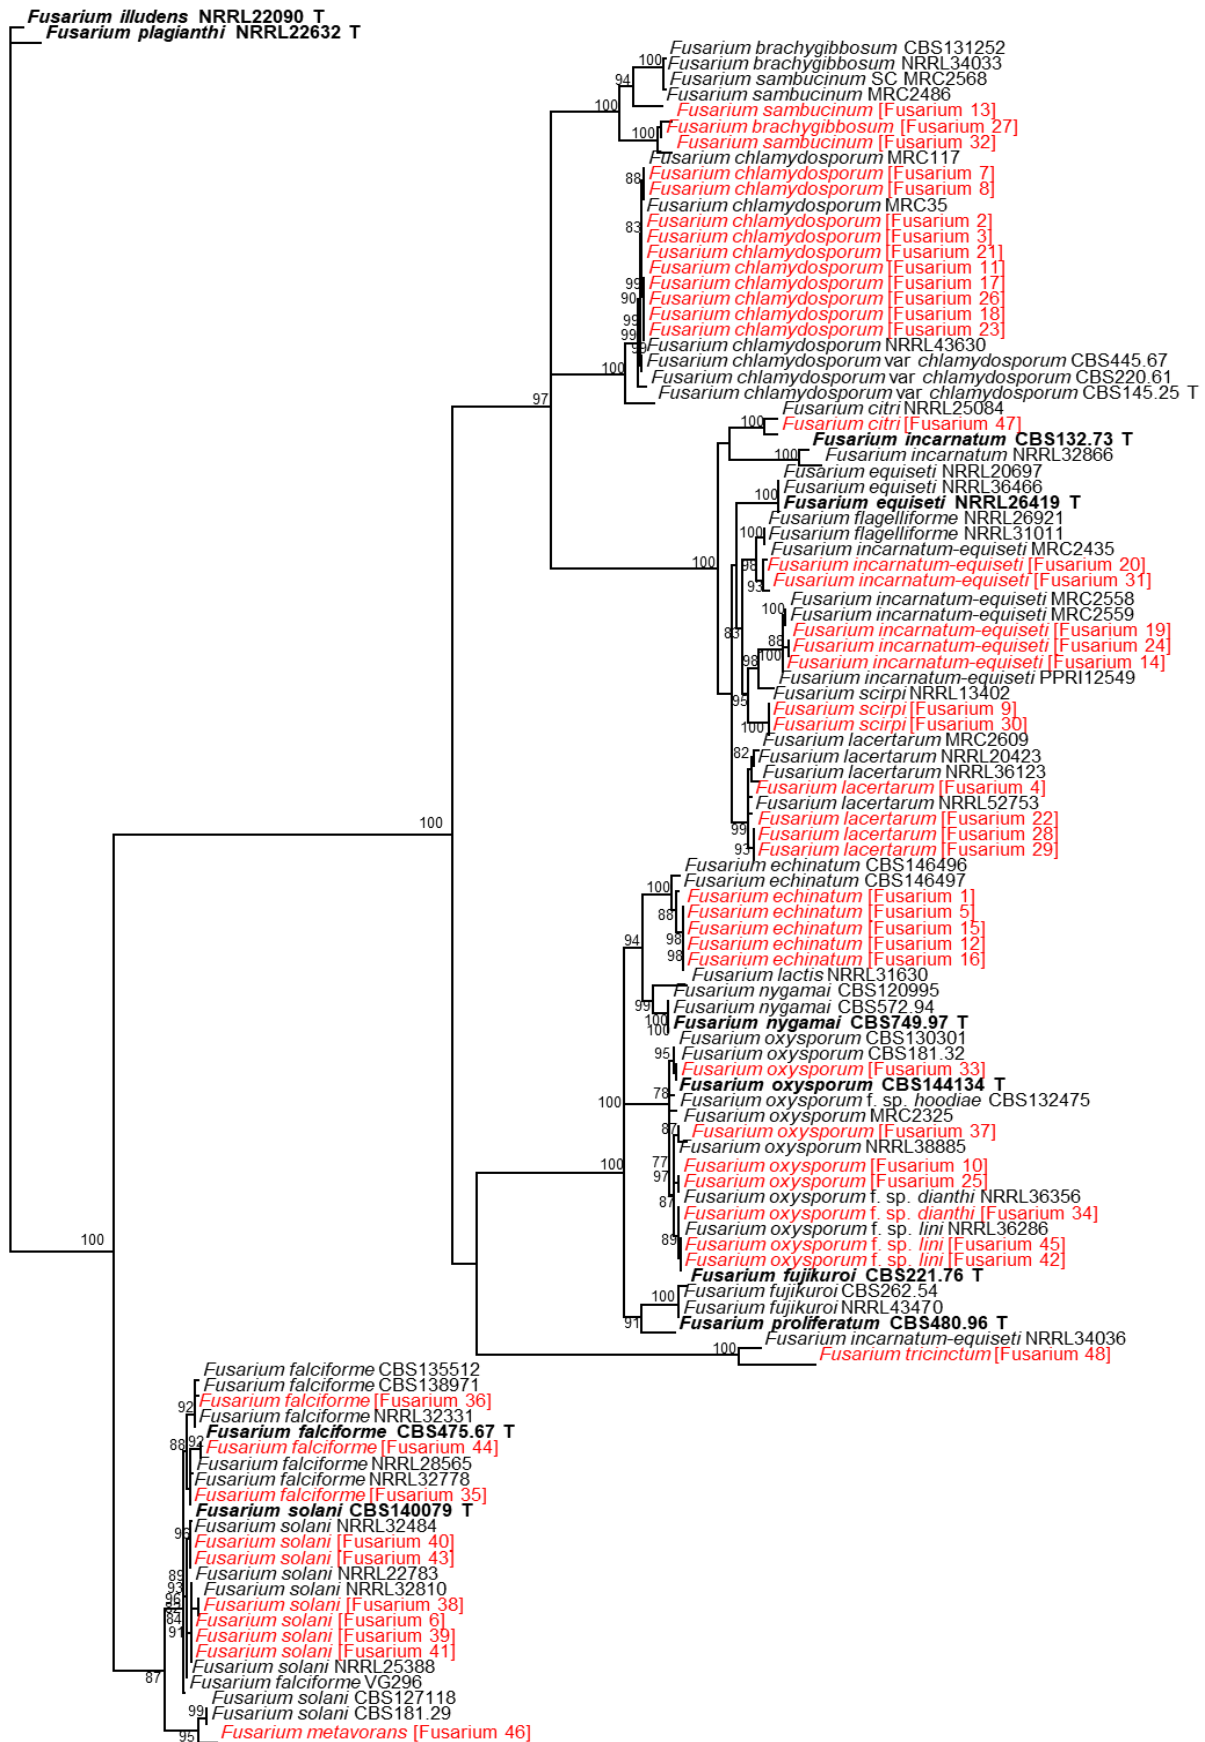 Fusarium illudens NRRL22090 T
Fusarium plagianthi NRRL22632 T
Fusarium brachygibbosum CBS131252
100 Fusarium brachygibbosum NRRL34033
94 Fusarium sambucinum SC MRC2568
Fusarium sambucinum MRC2486
100 Fusarium sambucinum [Fusarium 13]
Fusarium brachygibbosum [Fusarium 27]
100 Fusarium sambucinum [Fusarium 32]
Fusarium chlamydosporum MRC117
88 Fusarium chlamydosporum [Fusarium 7]
Fusarium chlamydosporum [Fusarium 8]
Fusarium chlamydosporum MRC35
83 Fusarium chlamydosporum [Fusarium 2]
Fusarium chlamydosporum [Fusarium 3]
Fusarium chlamydosporum [Fusarium 21]
Fusarium chlamydosporum [Fusarium 11]
99 Fusarium chlamydosporum [Fusarium 17]
90 Fusarium chlamydosporum [Fusarium 26]
99 Fusarium chlamydosporum [Fusarium 18]
99 Fusarium chlamydosporum [Fusarium 23]
99 Fusarium chlamydosporum NRRL43630
100 Fusarium chlamydosporum var chlamydosporum CBS445.67
Fusarium chlamydosporum var chlamydosporum CBS220.61
97 Fusarium chlamydosporum var chlamydosporum CBS145.25 T
Fusarium citri NRRL25084
100 Fusarium citri [Fusarium 47]
Fusarium incarnatum CBS132.73 T
100 Fusarium incarnatum NRRL32866
Fusarium equiseti NRRL20697
100 Fusarium equiseti NRRL36466
Fusarium equiseti NRRL26419 T
Fusarium flagelliforme NRRL26921
100 Fusarium flagelliforme NRRL31011
Fusarium incarnatum-equiseti MRC2435
100 98 Fusarium incarnatum-equiseti [Fusarium 20]
93 Fusarium incarnatum-equiseti [Fusarium 31]
Fusarium incarnatum-equiseti MRC2558
100 Fusarium incarnatum-equiseti MRC2559
83 Fusarium incarnatum-equiseti [Fusarium 19]
88 Fusarium incarnatum-equiseti [Fusarium 24]
98 100 Fusarium incarnatum-equiseti [Fusarium 14]
Fusarium incarnatum-equiseti PPRI12549
95 Fusarium scirpi NRRL13402
Fusarium scirpi [Fusarium 9]
100 Fusarium scirpi [Fusarium 30]
Fusarium lacertarum MRC2609
82 Fusarium lacertarum NRRL20423
Fusarium lacertarum NRRL36123
Fusarium lacertarum [Fusarium 4]
Fusarium lacertarum NRRL52753
100 Fusarium lacertarum [Fusarium 22]
99 Fusarium lacertarum [Fusarium 28]
93 Fusarium lacertarum [Fusarium 29]
Fusarium echinatum CBS146496
100 Fusarium echinatum CBS146497
Fusarium echinatum [Fusarium 1]
88 Fusarium echinatum [Fusarium 5]
Fusarium echinatum [Fusarium 15]
94 98 Fusarium echinatum [Fusarium 12]
98 Fusarium echinatum [Fusarium 16]
Fusarium lactis NRRL31630
Fusarium nygamai CBS120995
99 Fusarium nygamai CBS572.94
100 Fusarium nygamai CBS749.97 T
100 Fusarium oxysporum CBS130301
95 Fusarium oxysporum CBS181.32
Fusarium oxysporum [Fusarium 33]
78 Fusarium oxysporum CBS144134 T
100 Fusarium oxysporum f. sp. hoodiae CBS132475
Fusarium oxysporum MRC2325
87 Fusarium oxysporum [Fusarium 37]
Fusarium oxysporum NRRL38885
100 77 Fusarium oxysporum [Fusarium 10]
97 Fusarium oxysporum [Fusarium 25]
87 Fusarium oxysporum f. sp. dianthi NRRL36356
Fusarium oxysporum f. sp. dianthi [Fusarium 34]
Fusarium oxysporum f. sp. lini NRRL36286
100 89 Fusarium oxysporum f. sp. lini [Fusarium 45]
Fusarium oxysporum f. sp. lini [Fusarium 42]
Fusarium fujikuroi CBS221.76 T
100 Fusarium fujikuroi CBS262.54
Fusarium fujikuroi NRRL43470
91 Fusarium proliferatum CBS480.96 T
100 Fusarium incarnatum-equiseti NRRL34036
Fusarium tricinctum [Fusarium 48]
Fusarium falciforme CBS135512
Fusarium falciforme CBS138971
92 Fusarium falciforme [Fusarium 36]
Fusarium falciforme NRRL32331
Fusarium falciforme CBS475.67 T
88 92 Fusarium falciforme [Fusarium 44]
Fusarium falciforme NRRL28565
Fusarium falciforme NRRL32778
Fusarium falciforme [Fusarium 35]
Fusarium solani CBS140079 T
96 Fusarium solani NRRL32484
Fusarium solani [Fusarium 40]
Fusarium solani [Fusarium 43]
89 Fusarium solani NRRL22783
93 Fusarium solani NRRL32810
96 Fusarium solani [Fusarium 38]
84 Fusarium solani [Fusarium 6]
91 Fusarium solani [Fusarium 39]
Fusarium solani [Fusarium 41]
87 Fusarium solani NRRL25388
Fusarium falciforme VG296
Fusarium solani CBS127118
99 Fusarium solani CBS181.29
95 Fusarium metavorans [Fusarium 46]